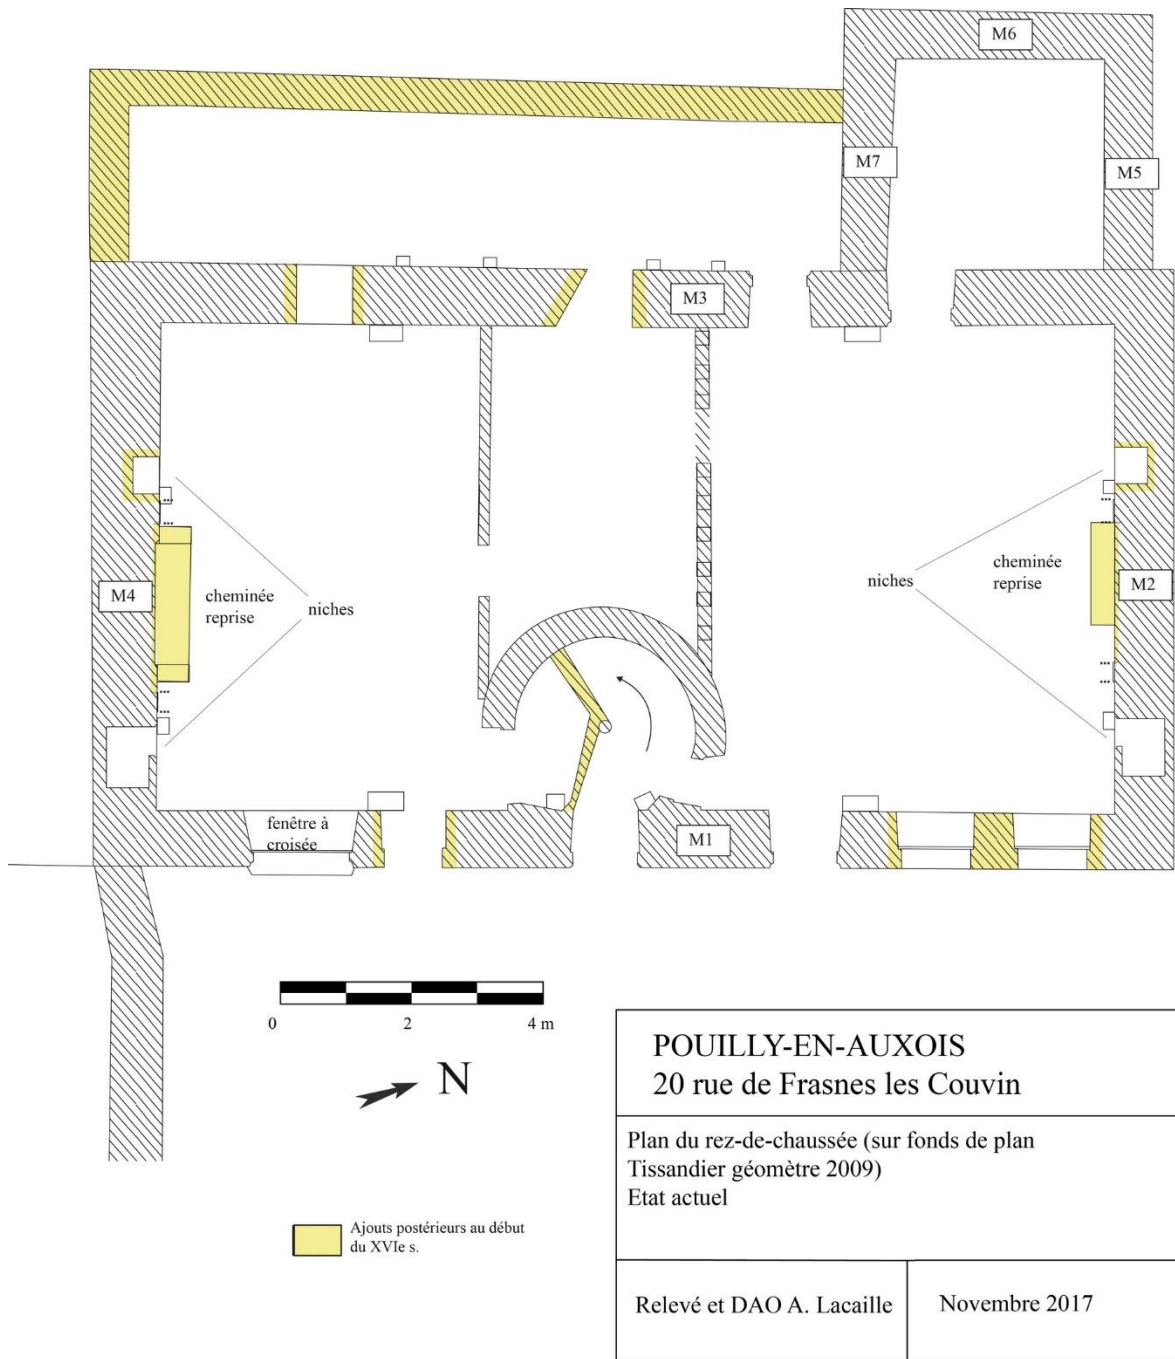 M6
M7
M5
M3
M4
cheminée
reprise
niches
niches
cheminée
reprise
M2
fenêtre à
croisée
M1
0
2
4 m
N
POUILLY-EN-AUXOIS
20 rue de Frasnes les Couvin
Plan du rez-de-chaussée (sur fonds de plan
Tissandier géomètre 2009)
Etat actuel
Ajouts postérieurs au début
du XVIe s.
Relevé et DAO A. Lacaille
Novembre 2017